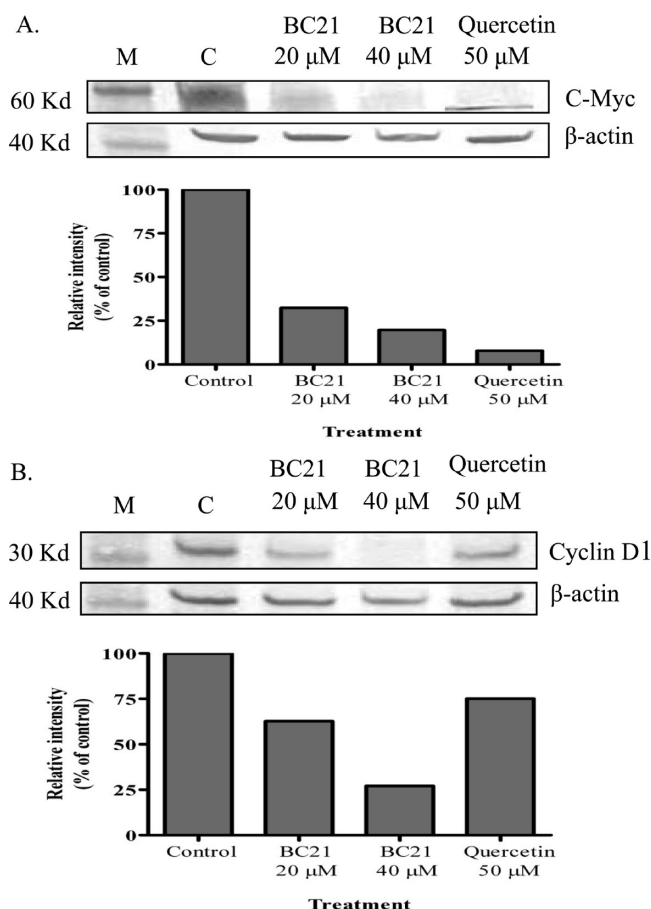 A.
BC21 BC21 Quercetin
M C 20 μM 40 μM 50 μM
60 Kd C-Myc
40 Kd β-actin
100
75
50
25
0
Relative intensity
(% of control)
Control BC21 BC21 Quercetin
20 μM 40 μM 50 μM
Treatment
B.
BC21 BC21 Quercetin
M C 20 μM 40 μM 50 μM
30 Kd Cyclin D1
40 Kd β-actin
100
75
50
25
0
Relative intensity
(% of control)
Control BC21 BC21 Quercetin
20 μM 40 μM 50 μM
Treatment